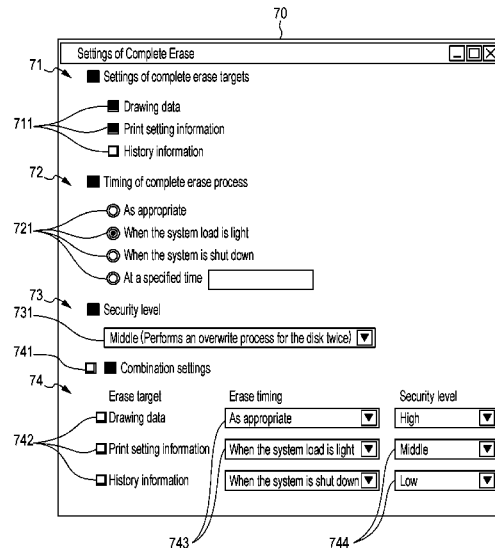 70
Settings of Complete Erase
71
Settings of complete erase targets
Drawing data
711
Print setting information
History information
72
Timing of complete erase process
As appropriate
721
When the system load is light
When the system is shut down
At a specified time
73
Security level
731
Middle (Performs an overwrite process for the disk twice)
741
Combination settings
74
Erase target Erase timing Security level
Drawing data As appropriate High
742
Print setting information When the system load is light Middle
History information When the system is shut down Low
743 744